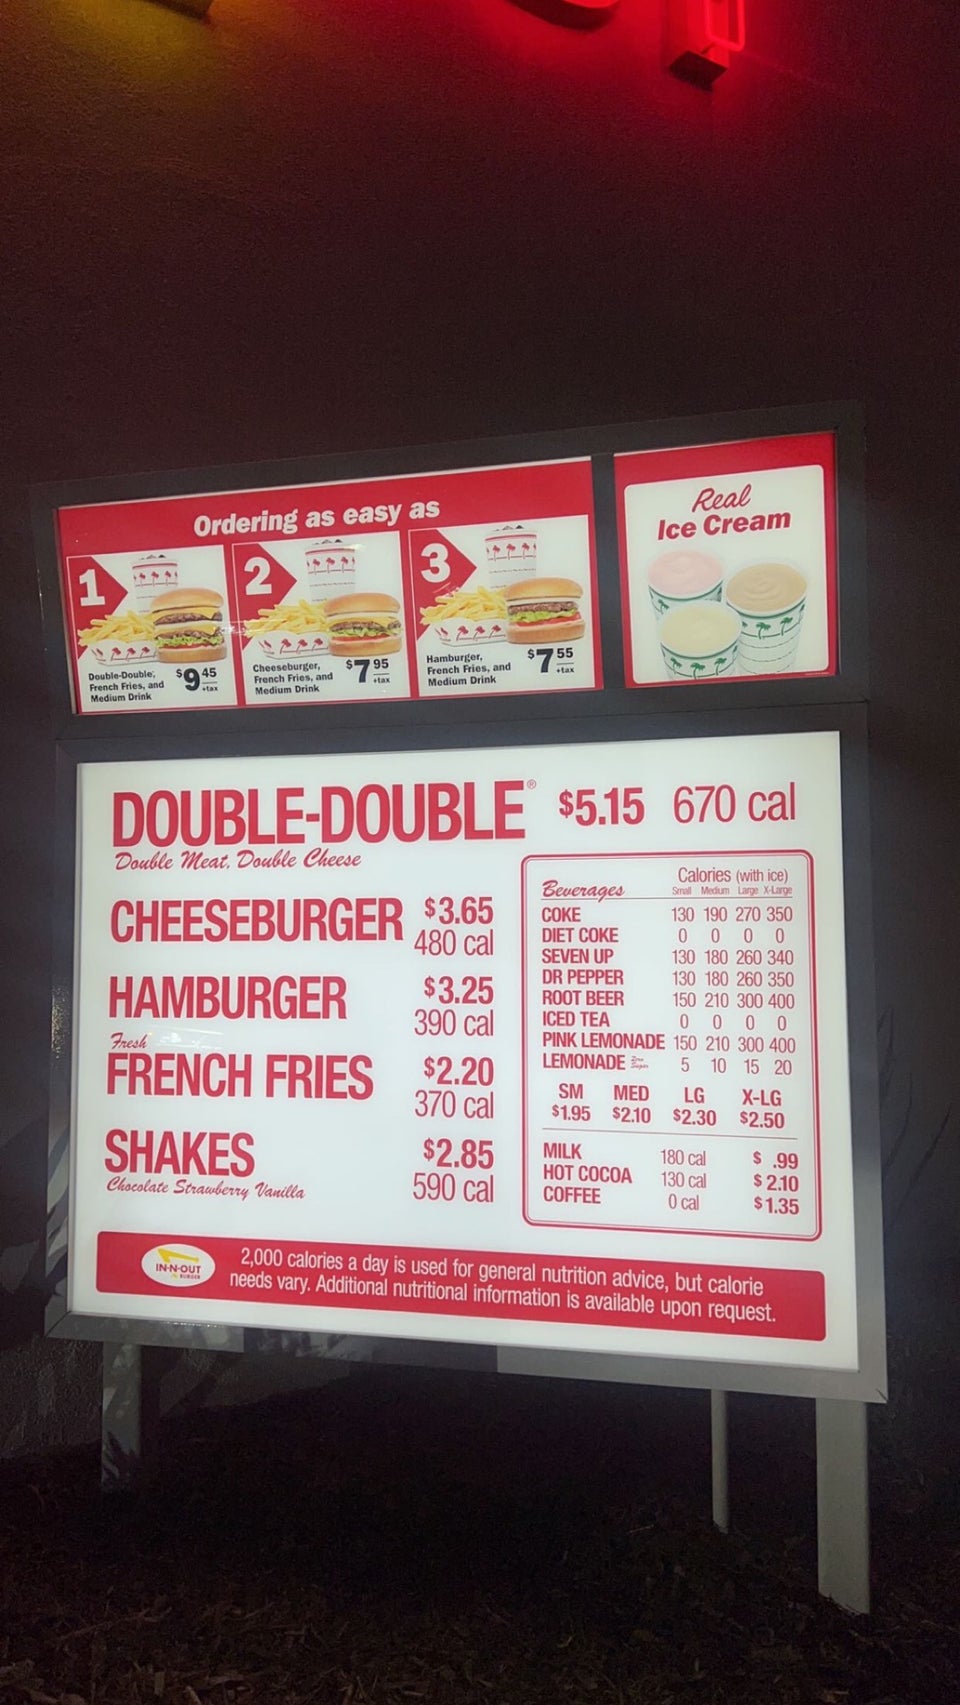 Ordering as easy as
1
Double-Double,
French Fries, and
Medium Drink
$9 45
+tax
2
Cheeseburger,
French Fries, and
Medium Drink
$7 95
+tax
3
Hamburger,
French Fries, and
Medium Drink
$7 55
+tax
Real
Ice Cream
DOUBLE-DOUBLE® $5.15 670 cal
Double Meat, Double Cheese
CHEESEBURGER $3.65
480 cal
HAMBURGER $3.25
390 cal
Fresh
FRENCH FRIES $2.20
370 cal
SHAKES $2.85
Chocolate Strawberry Vanilla 590 cal
Beverages Calories (with ice)
Small Medium Large X-Large
COKE 130 190 270 350
DIET COKE 0 0 0 0
SEVEN UP 130 180 260 340
DR PEPPER 130 180 260 350
ROOT BEER 150 210 300 400
ICED TEA 0 0 0 0
PINK LEMONADE 150 210 300 400
LEMONADE Zero Sugar 5 10 15 20
SM MED LG X-LG
$1.95 $2.10 $2.30 $2.50
MILK 180 cal $ .99
HOT COCOA 130 cal $ 2.10
COFFEE 0 cal $1.35
IN-N-OUT
BURGER
2,000 calories a day is used for general nutrition advice, but calorie
needs vary. Additional nutritional information is available upon request.